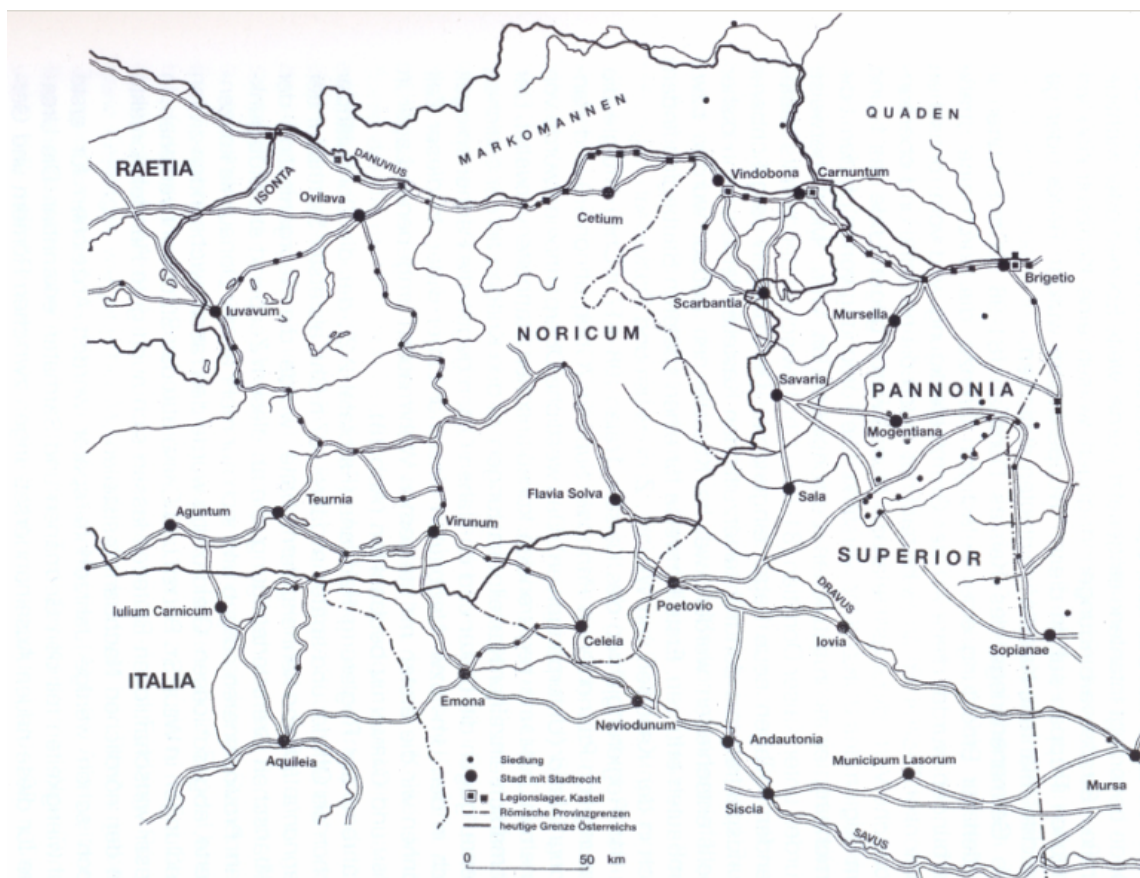 MARKOMANNEN
QUADEN
RAETIA
DANUVIUS
ISONTA
Ovilava
Vindobona
Carnuntum
Cetium
Brigetio
Iuvavum
Scarbantia
Mursella
NORICUM
Savaria
PANNONIA
Mogentiana
Flavia Solva
Sala
Aguntum
Teurnia
Virunum
SUPERIOR
Iulium Carnicum
Poetovio
DRAVUS
Celeia
Iovia
Sopianae
ITALIA
Emona
Neviodunum
Aquileia
Andautonia
Municipum Lasorum
Mursa
Siscia
SAVUS
Siedlung
Stadt mit Stadtrecht
Legionslager. Kastell
Römische Provinzgrenzen
heutige Grenze Österreichs
0 50 km